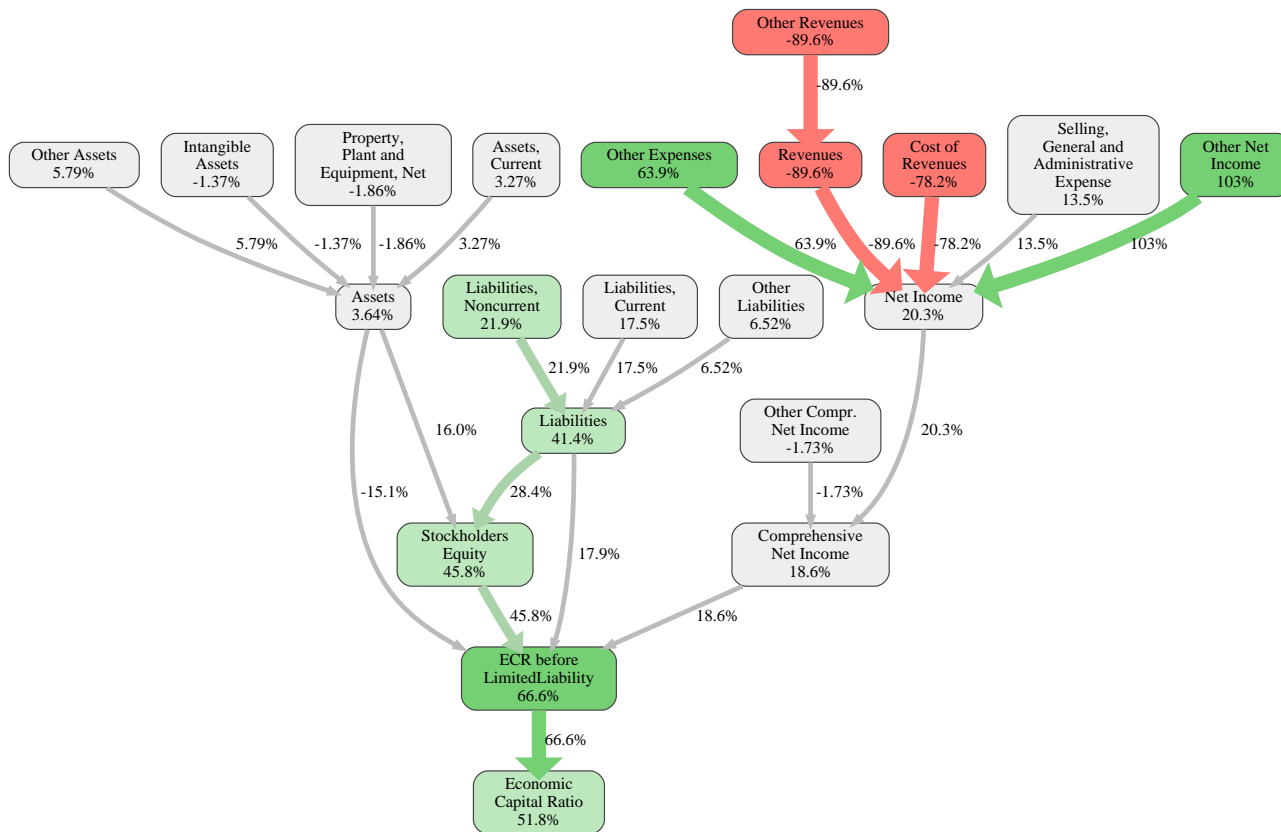 Other Revenues
-89.6%
-89.6%
Other Assets
5.79%
Intangible
Assets
-1.37%
Property,
Plant and
Equipment, Net
-1.86%
Assets,
Current
3.27%
Other Expenses
63.9%
Revenues
-89.6%
Cost of
Revenues
-78.2%
Selling,
General and
Administrative
Expense
13.5%
Other Net
Income
103%
5.79%
-1.37%
-1.86%
3.27%
63.9%
-89.6%
-78.2%
13.5%
103%
Assets
3.64%
Liabilities,
Noncurrent
21.9%
Liabilities,
Current
17.5%
Other
Liabilities
6.52%
Net Income
20.3%
21.9%
17.5%
6.52%
Liabilities
41.4%
Other Compr.
Net Income
-1.73%
16.0%
20.3%
-15.1%
28.4%
-1.73%
Stockholders
Equity
45.8%
17.9%
Comprehensive
Net Income
18.6%
45.8%
18.6%
ECR before
LimitedLiability
66.6%
66.6%
Economic
Capital Ratio
51.8%